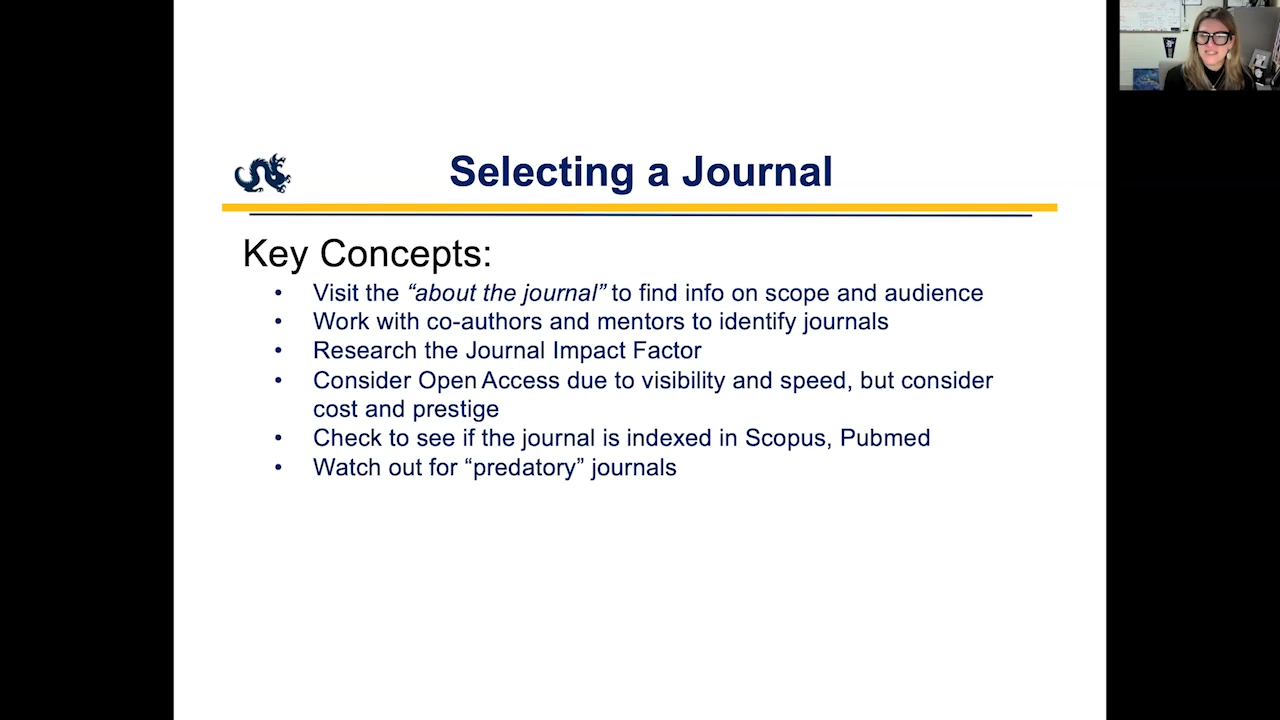 Selecting a Journal
Key Concepts:
• Visit the “about the journal” to find info on scope and audience
• Work with co-authors and mentors to identify journals
• Research the Journal Impact Factor
• Consider Open Access due to visibility and speed, but consider
cost and prestige
• Check to see if the journal is indexed in Scopus, Pubmed
• Watch out for “predatory” journals